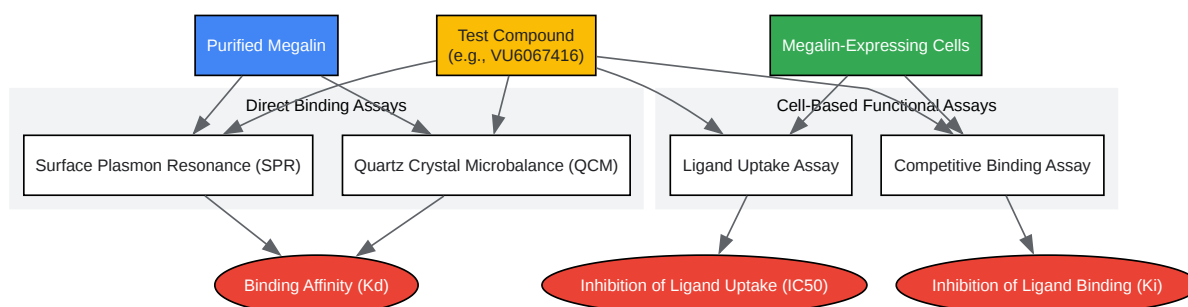 Purified Megalin
Test Compound
(e.g., VU6067416)
Megalin-Expressing Cells
Direct Binding Assays
Cell-Based Functional Assays
Surface Plasmon Resonance (SPR)
Quartz Crystal Microbalance (QCM)
Ligand Uptake Assay
Competitive Binding Assay
Binding Affinity (Kd)
Inhibition of Ligand Uptake (IC50)
Inhibition of Ligand Binding (Ki)